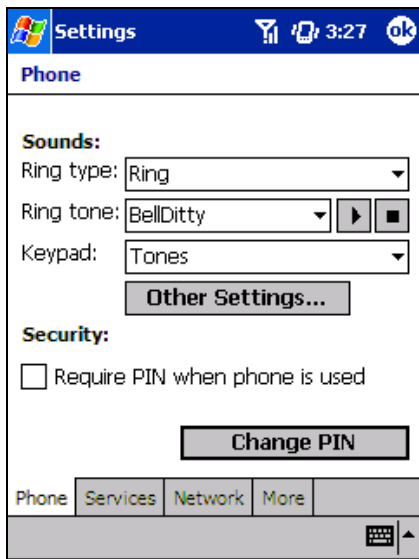 Settings 3:27 ok
Phone
Sounds:
Ring type: Ring
Ring tone: BellDitty
Keypad: Tones
Other Settings...
Security:
Require PIN when phone is used
Change PIN
Phone Services Network More